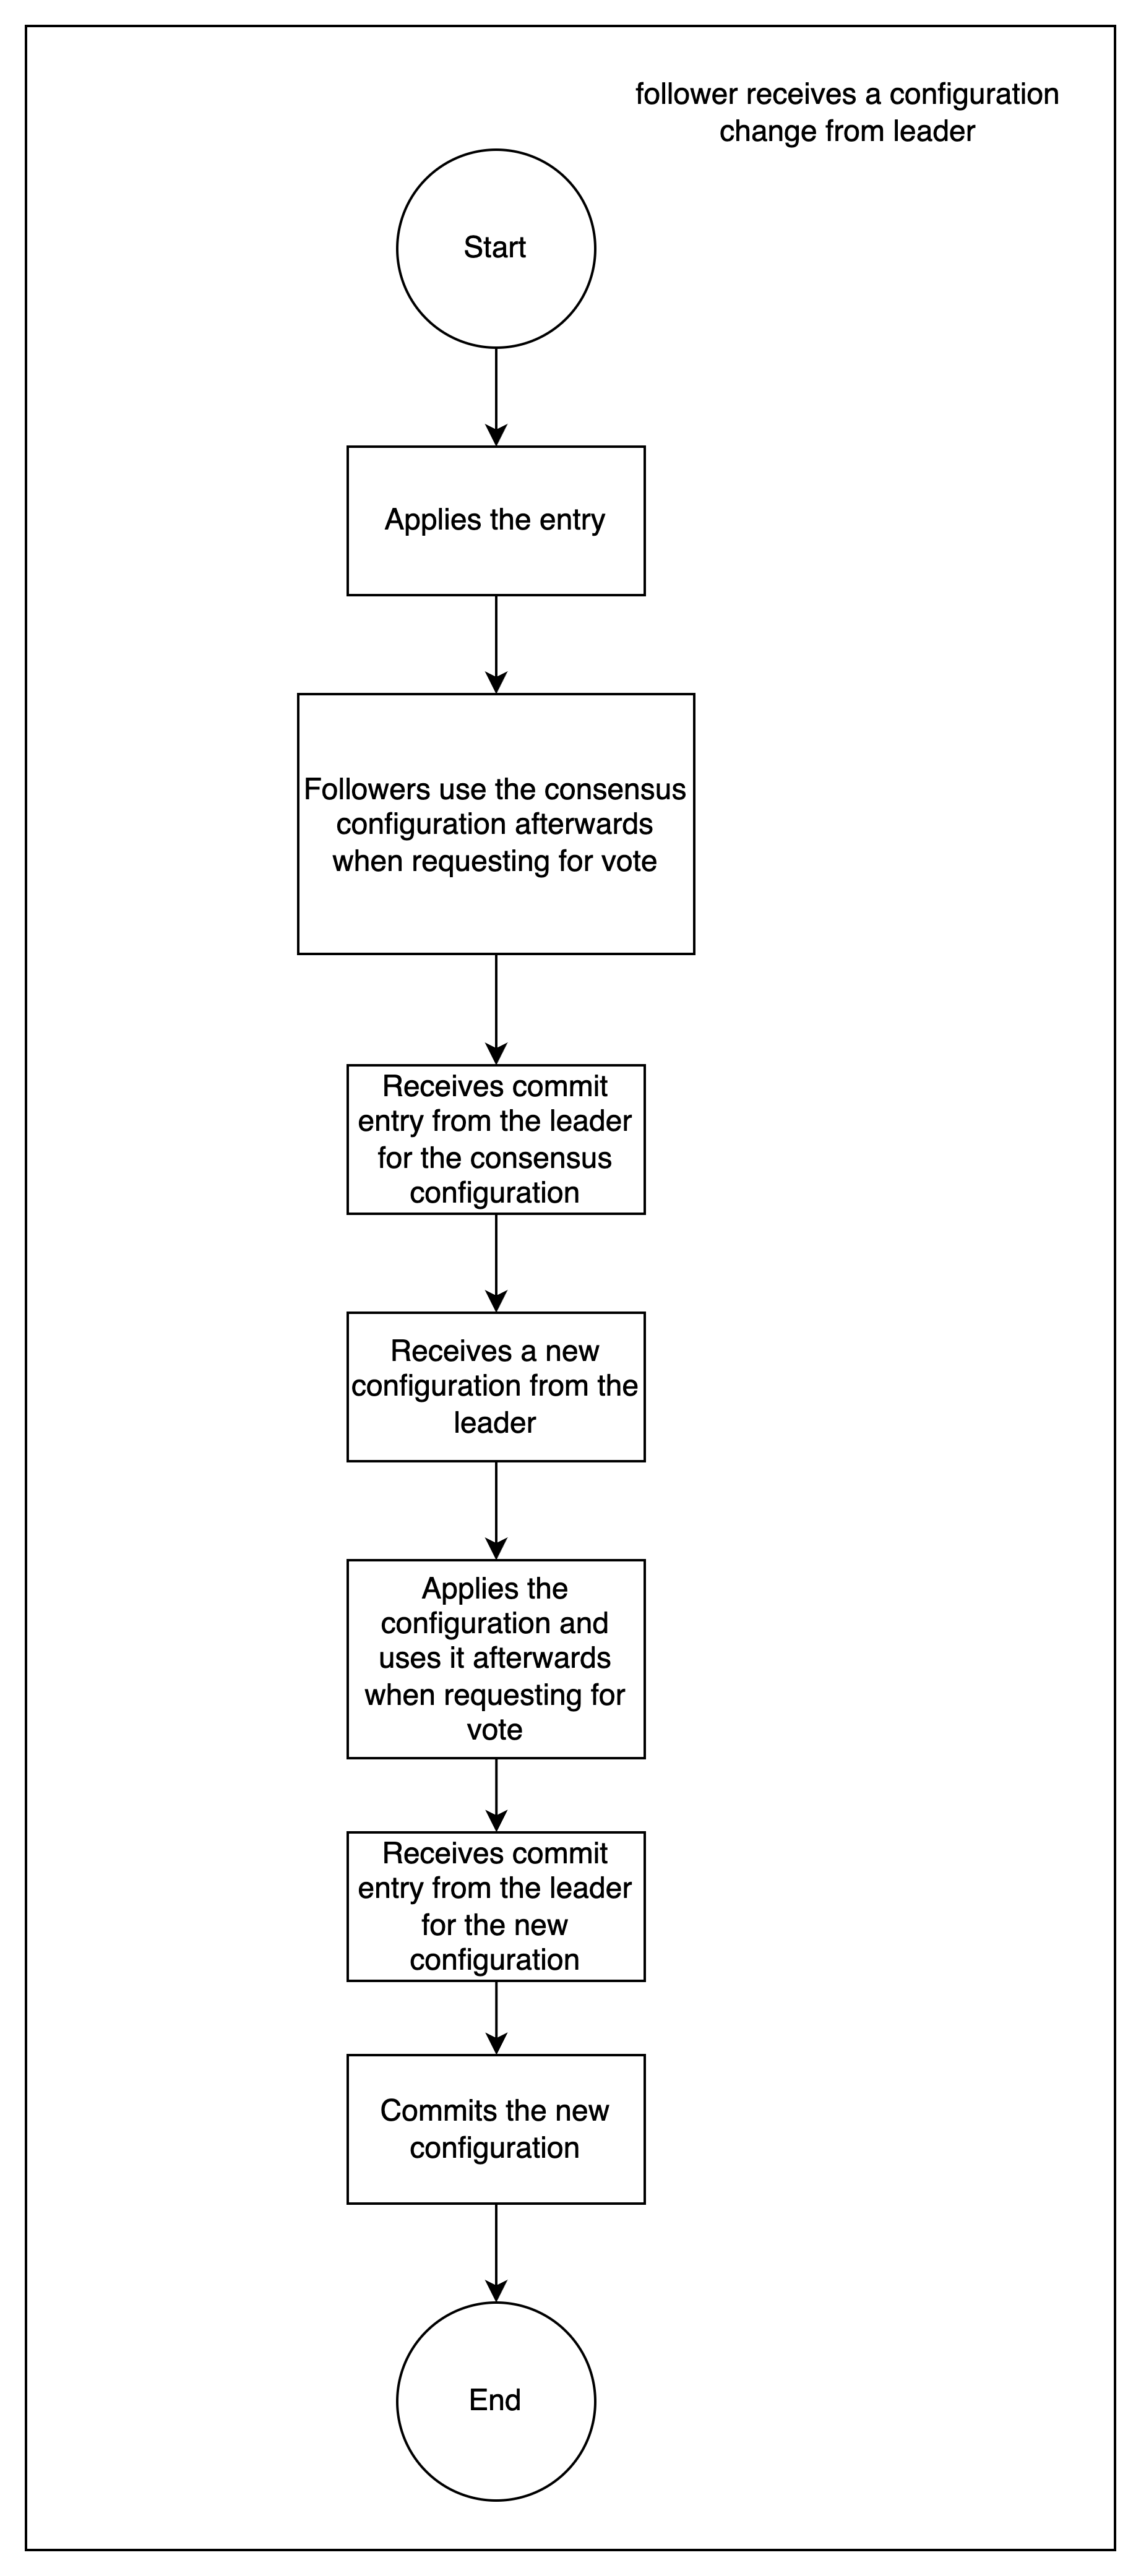 follower receives a configuration
change from leader
Start
Applies the entry
Followers use the consensus
configuration afterwards
when requesting for vote
Receives commit
entry from the leader
for the consensus
configuration
Receives a new
configuration from the
leader
Applies the
configuration and
uses it afterwards
when requesting for
vote
Receives commit
entry from the leader
for the new
configuration
Commits the new
configuration
End